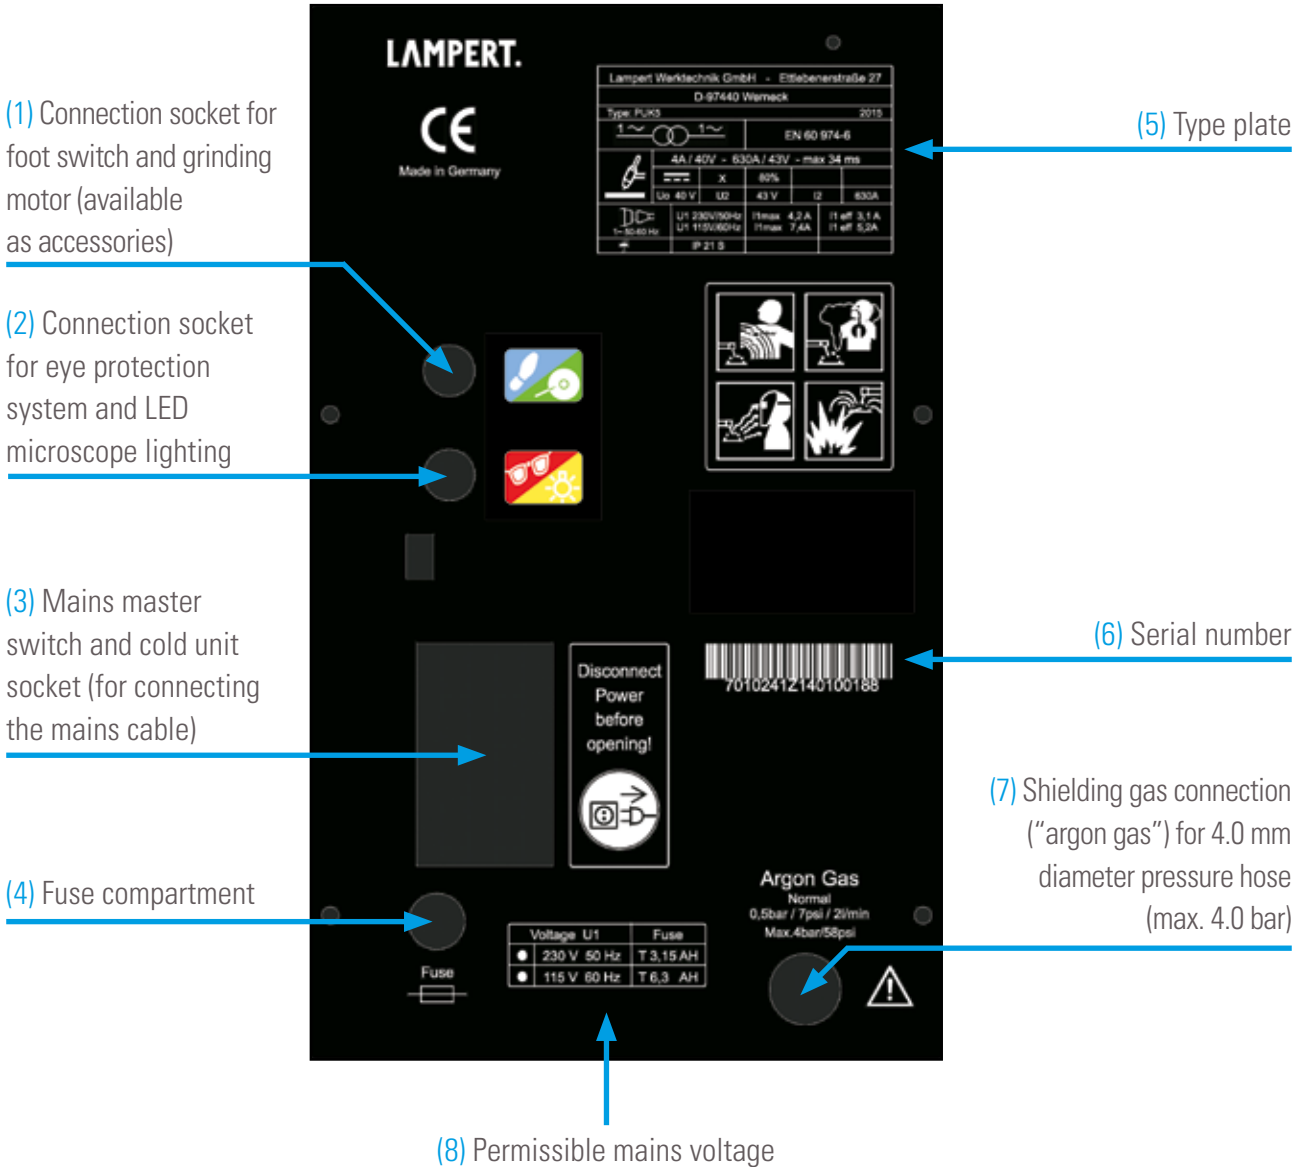 LAMPERT.
CE
Made in Germany
Lampert Werktechnik GmbH - Ettlebenerstraße 27
D-97440 Werneck
Type: PUK5 2015
1~ 1~ EN 60 974-6
4A / 40V - 630A / 43V - max 34 ms
X 80%
Uo 40 V U2 43 V I2 630A
1~ 50-60 Hz U1 230V/50Hz I1max 4,2 A I1 eff 3,1 A
U1 115V/60Hz I1max 7,4A I1 eff 5,2A
IP 21 S
(1) Connection socket for
foot switch and grinding
motor (available
as accessories)
(2) Connection socket
for eye protection
system and LED
microscope lighting
(3) Mains master
switch and cold unit
socket (for connecting
the mains cable)
(4) Fuse compartment
(5) Type plate
(6) Serial number
7010241Z140100188
Disconnect
Power
before
opening!
(7) Shielding gas connection
(“argon gas”) for 4.0 mm
diameter pressure hose
(max. 4.0 bar)
Argon Gas
Normal
0,5bar / 7psi / 2l/min
Max.4bar/58psi
Fuse
Voltage U1 Fuse
230 V 50 Hz T 3,15 AH
115 V 60 Hz T 6,3 AH
(8) Permissible mains voltage